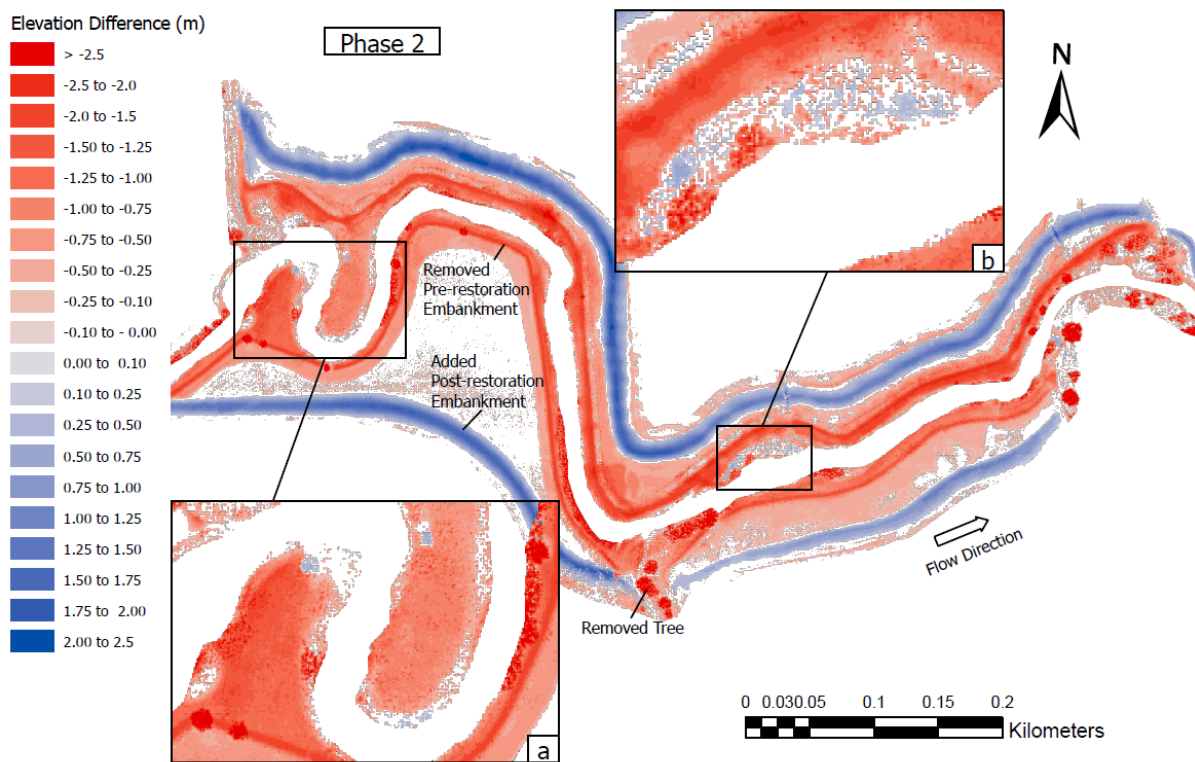 Elevation Difference (m)
> -2.5
-2.5 to -2.0
-2.0 to -1.5
-1.50 to -1.25
-1.25 to -1.00
-1.00 to -0.75
-0.75 to -0.50
-0.50 to -0.25
-0.25 to -0.10
-0.10 to - 0.00
0.00 to 0.10
0.10 to 0.25
0.25 to 0.50
0.50 to 0.75
0.75 to 1.00
1.00 to 1.25
1.25 to 1.50
1.50 to 1.75
1.75 to 2.00
2.00 to 2.5
Phase 2
N
b
Removed
Pre-restoration
Embankment
Added
Post-restoration
Embankment
a
Removed Tree
Flow Direction
0 0.030.05 0.1 0.15 0.2
Kilometers